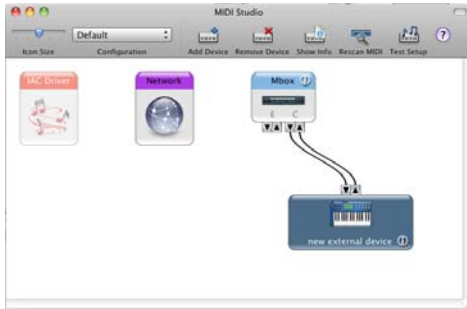 MIDI Studio
Default
?
Icon Size Configuration Add Device Remove Device Show Info Rescan MIDI Test Setup
IAC Driver Network Mbox i
E C
new external device i